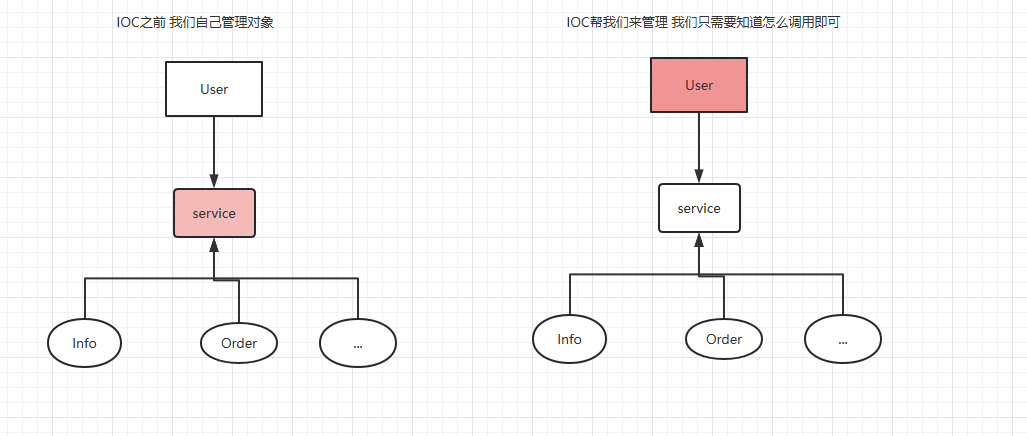 IOC之前 我们自己管理对象
User
service
Info
Order
...
IOC帮我们来管理 我们只需要知道怎么调用即可
User
service
Info
Order
...